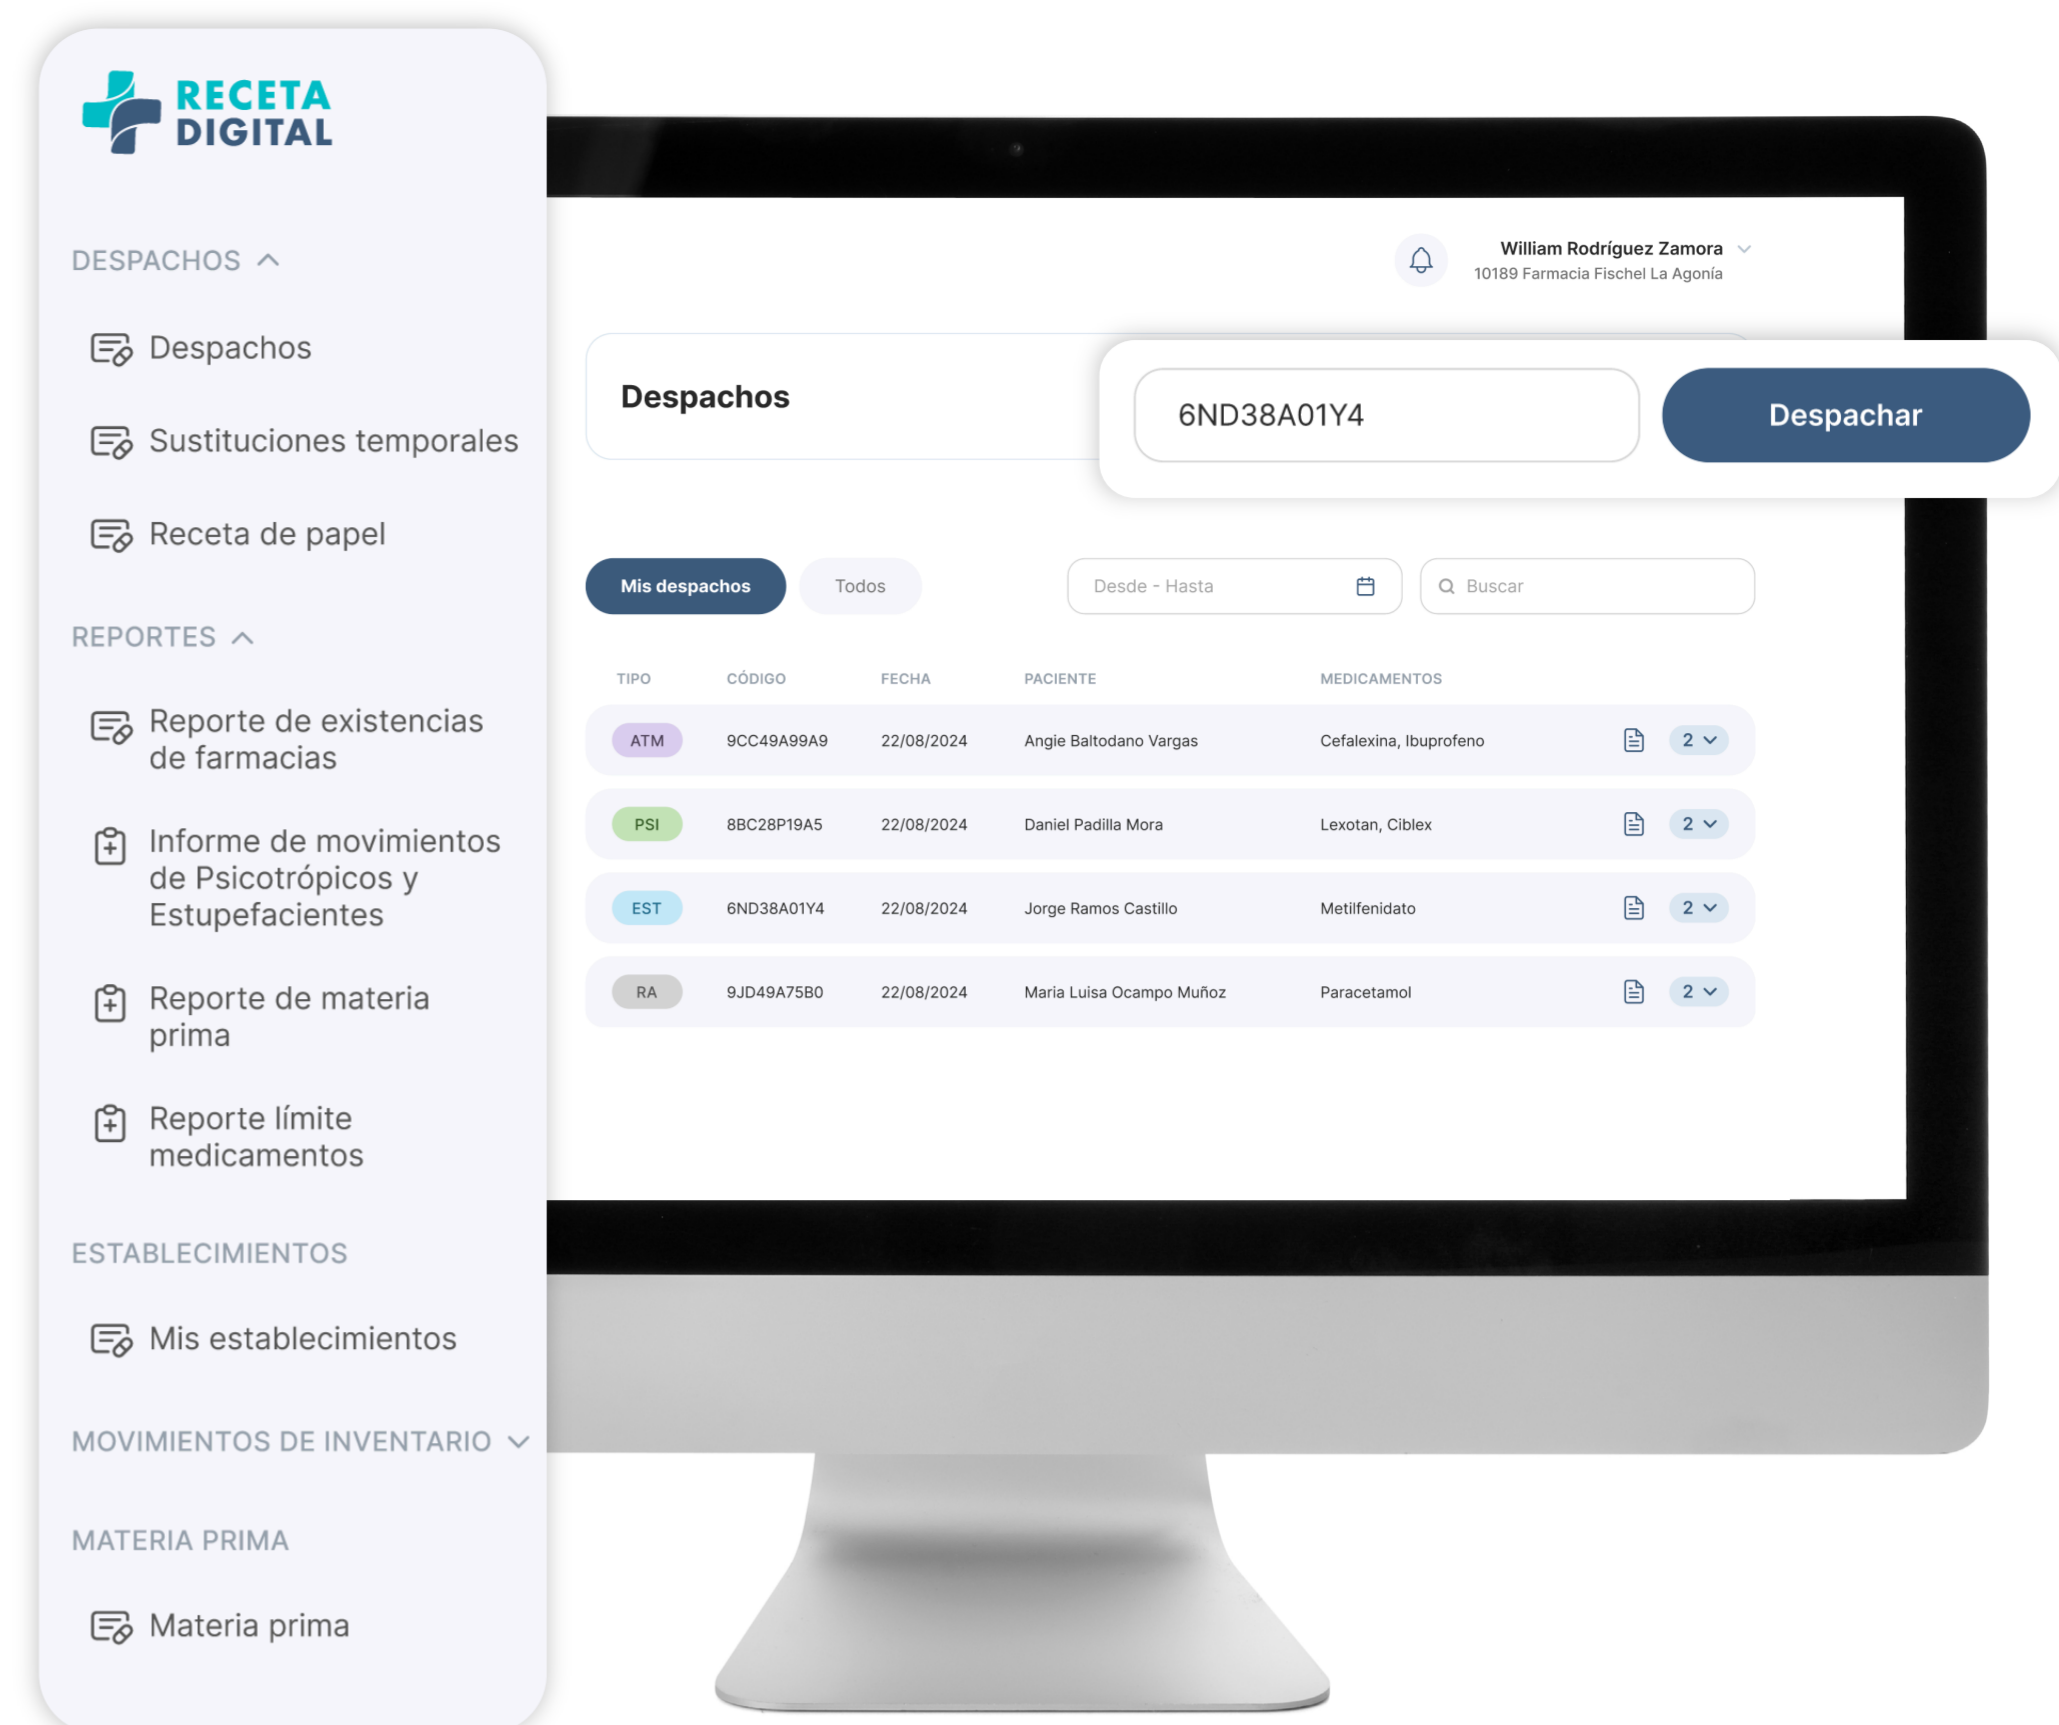 RECETA
DIGITAL
DESPACHOS
Despachos
Sustituciones temporales
Receta de papel
REPORTES
Reporte de existencias
de farmacias
Informe de movimientos
de Psicotrópicos y
Estupefacientes
Reporte de materia
prima
Reporte límite
medicamentos
ESTABLECIMIENTOS
Mis establecimientos
MOVIMIENTOS DE INVENTARIO
MATERIA PRIMA
Materia prima
William Rodríguez Zamora
10189 Farmacia Fischel La Agonía
Despachos
6ND38A01Y4 Despachar
Mis despachos Todos Desde - Hasta Buscar
TIPO CÓDIGO FECHA PACIENTE MEDICAMENTOS
ATM 9CC49A99A9 22/08/2024 Angie Baltodano Vargas Cefalexina, Ibuprofeno 2
PSI 8BC28P19A5 22/08/2024 Daniel Padilla Mora Lexotan, Ciblex 2
EST 6ND38A01Y4 22/08/2024 Jorge Ramos Castillo Metilfenidato 2
RA 9JD49A75B0 22/08/2024 Maria Luisa Ocampo Muñoz Paracetamol 2